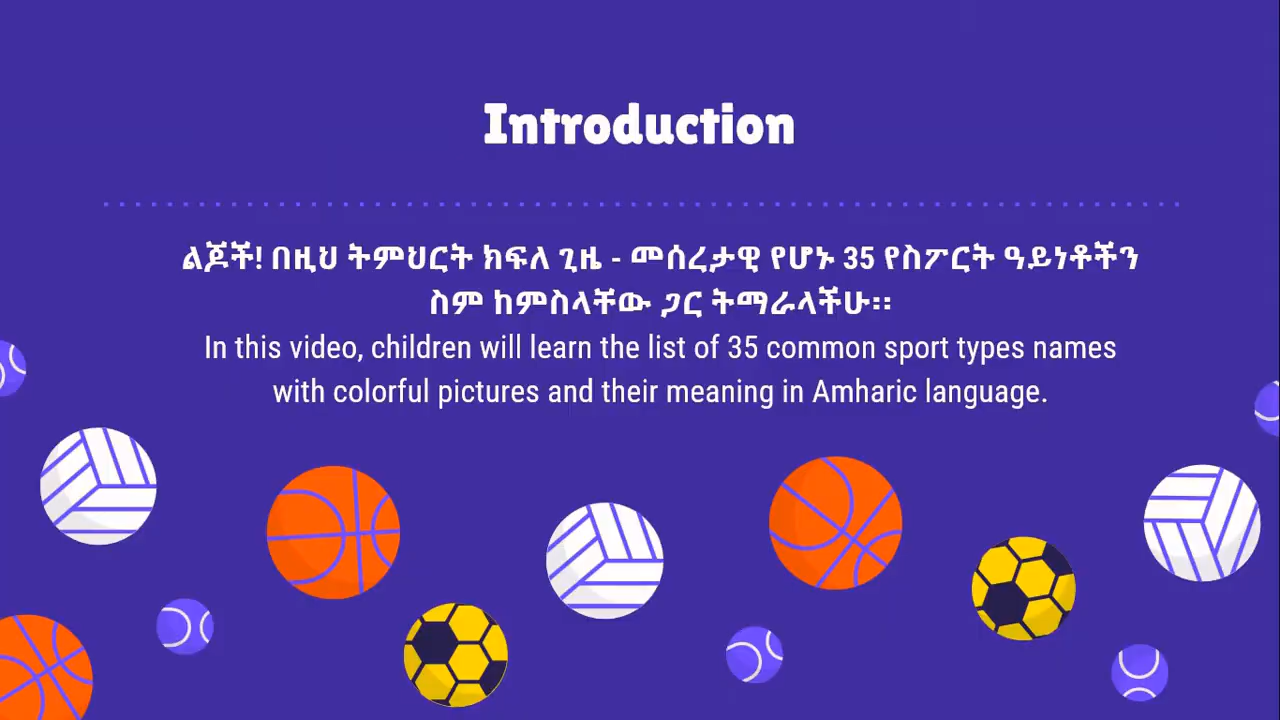 Introduction
ልጆች! በዚህ ትምህርት ክፍለ ጊዜ - መሰረታዊ የሆኑ 35 የስፖርት ዓይነቶችን
ስም ከምስላቸው ጋር ትማራላችሁ፡፡
In this video, children will learn the list of 35 common sport types names
with colorful pictures and their meaning in Amharic language.